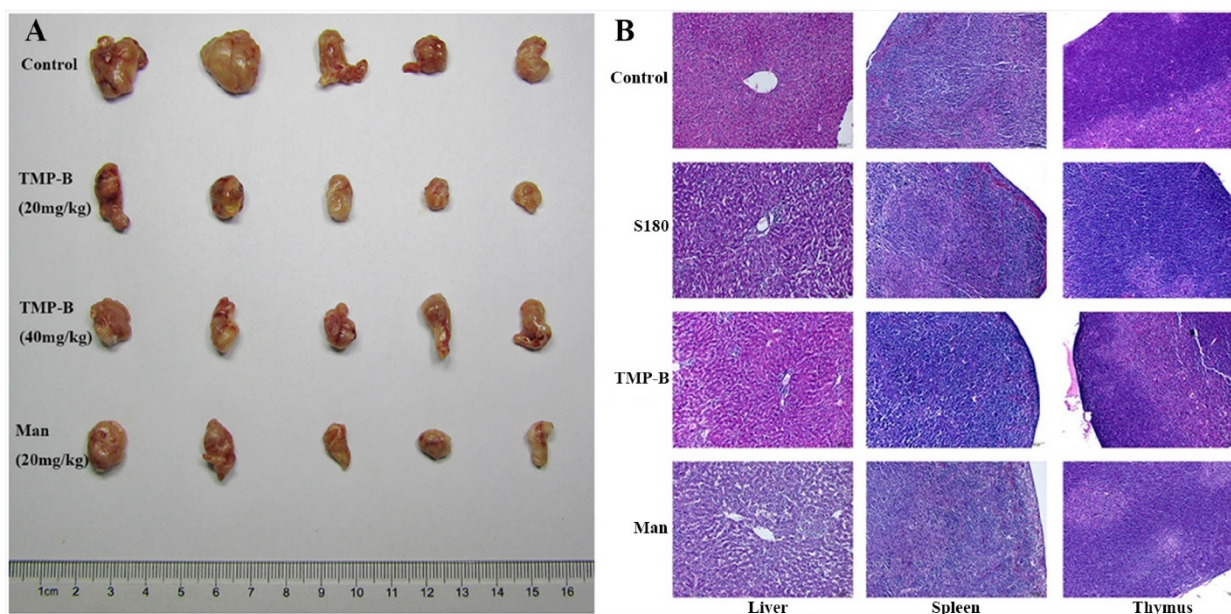 A
Control
TMP-B
(20mg/kg)
TMP-B
(40mg/kg)
Man
(20mg/kg)
1cm 2 3 4 5 6 7 8 9 10 11 12 13 14 15 16
B
Control
S180
TMP-B
Man
Liver Spleen Thymus